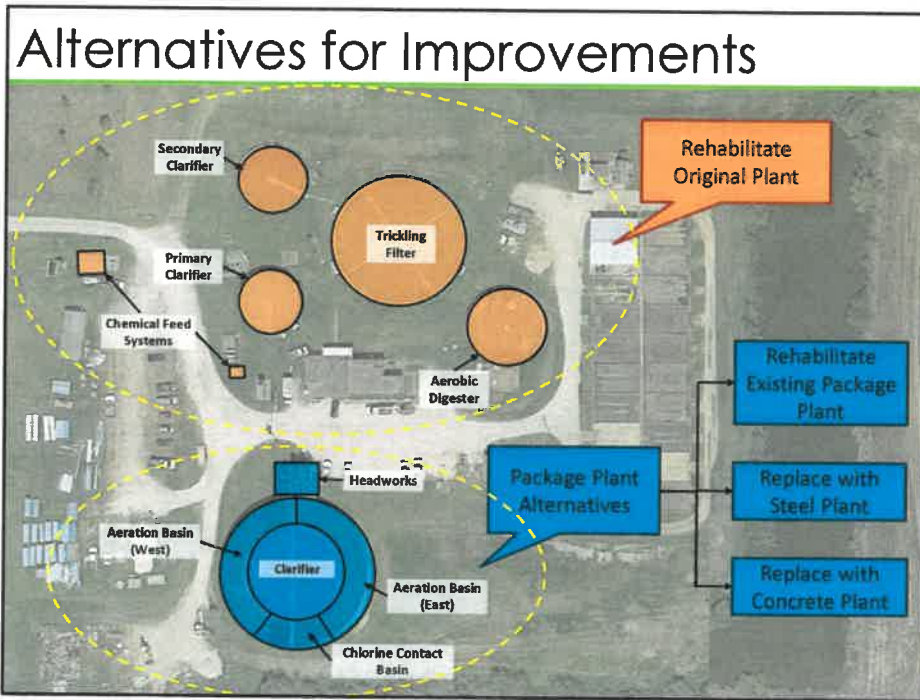 Alternatives for Improvements
Secondary
Clarifier
Rehabilitate
Original Plant
Trickling
Filter
Primary
Clarifier
Chemical Feed
Systems
Aerobic
Digester
Rehabilitate
Existing Package
Plant
Headworks
Package Plant
Alternatives
Replace with
Steel Plant
Aeration Basin
(West)
Clarifier
Aeration Basin
(East)
Replace with
Concrete Plant
Chlorine Contact
Basin